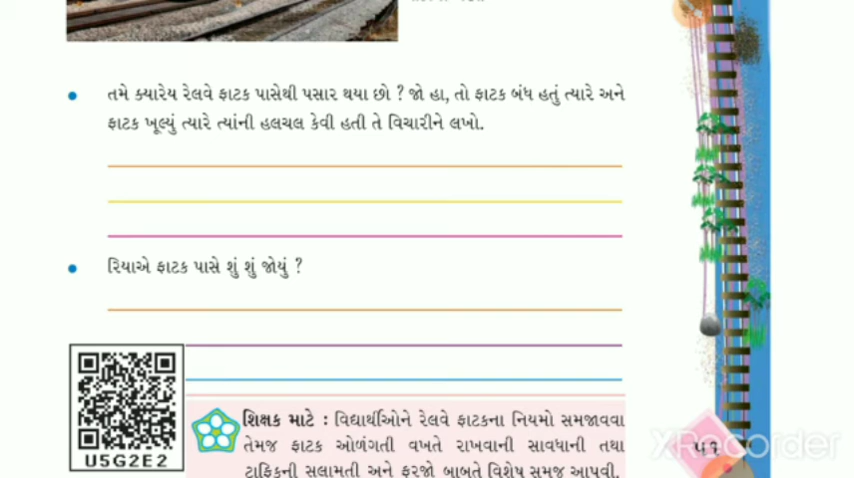 તમે ક્યારેય રેલવે ફાટક પાસેથી પસાર થયા છો ? જો હા, તો ફાટક બંધ હતું ત્યારે અને
ફાટક ખૂલ્યું ત્યારે ત્યાંની હલચલ કેવી હતી તે વિચારીને લખો.
રિયાએ ફાટક પાસે શું શું જોયું ?
શિક્ષક માટે : વિદ્યાર્થીઓને રેલવે ફાટકના નિયમો સમજાવવા
તેમજ ફાટક ઓળંગતી વખતે રાખવાની સાવધાની તથા
ટ્રાફિકની સલામતી અને ફરજો બાબતે વિશેષ સમજ આપવી.
U5G2E2
XRecorder